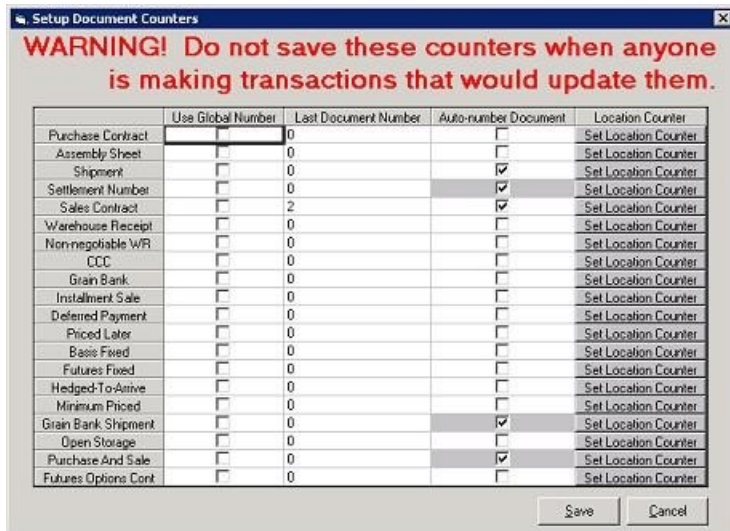 Setup Document Counters
WARNING! Do not save these counters when anyone
is making transactions that would update them.
Use Global Number Last Document Number Auto-number Document Location Counter
Purchase Contract 0 Set Location Counter
Assembly Sheet 0 Set Location Counter
Shipment 0 Set Location Counter
Settlement Number 0 Set Location Counter
Sales Contract 2 Set Location Counter
Warehouse Receipt 0 Set Location Counter
Non-negotiable WR 0 Set Location Counter
CCC 0 Set Location Counter
Grain Bank 0 Set Location Counter
Installment Sale 0 Set Location Counter
Deferred Payment 0 Set Location Counter
Priced Later 0 Set Location Counter
Basis Fixed 0 Set Location Counter
Futures Fixed 0 Set Location Counter
Hedged-To-Arrive 0 Set Location Counter
Minimum Priced 0 Set Location Counter
Grain Bank Shipment 0 Set Location Counter
Open Storage 0 Set Location Counter
Purchase And Sale 0 Set Location Counter
Futures Options Cont 0 Set Location Counter
Save Cancel